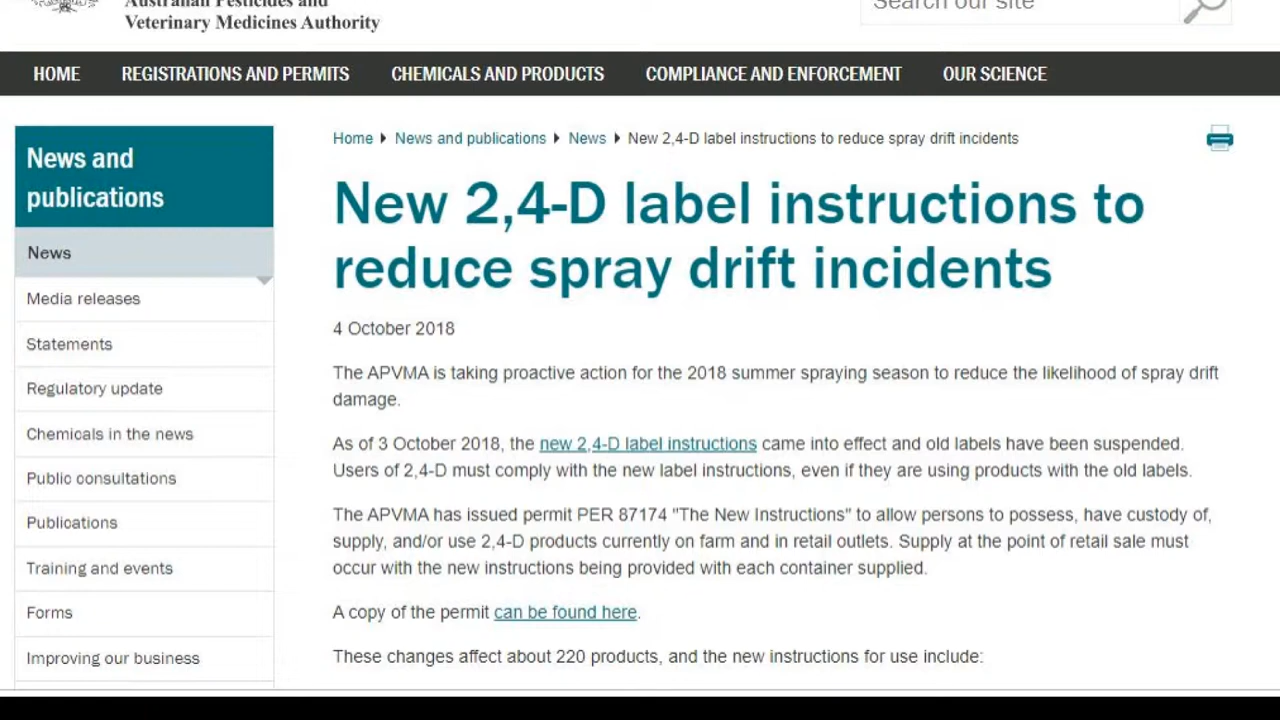 Australian Pesticides and
Veterinary Medicines Authority
Search our site
HOME
REGISTRATIONS AND PERMITS
CHEMICALS AND PRODUCTS
COMPLIANCE AND ENFORCEMENT
OUR SCIENCE
News and
publications
News
Media releases
Statements
Regulatory update
Chemicals in the news
Public consultations
Publications
Training and events
Forms
Improving our business
Home
News and publications
News
New 2,4-D label instructions to reduce spray drift incidents
New 2,4-D label instructions to
reduce spray drift incidents
4 October 2018
The APVMA is taking proactive action for the 2018 summer spraying season to reduce the likelihood of spray drift
damage.
As of 3 October 2018, the new 2,4-D label instructions came into effect and old labels have been suspended.
Users of 2,4-D must comply with the new label instructions, even if they are using products with the old labels.
The APVMA has issued permit PER 87174 "The New Instructions" to allow persons to possess, have custody of,
supply, and/or use 2,4-D products currently on farm and in retail outlets. Supply at the point of retail sale must
occur with the new instructions being provided with each container supplied.
A copy of the permit can be found here.
These changes affect about 220 products, and the new instructions for use include: